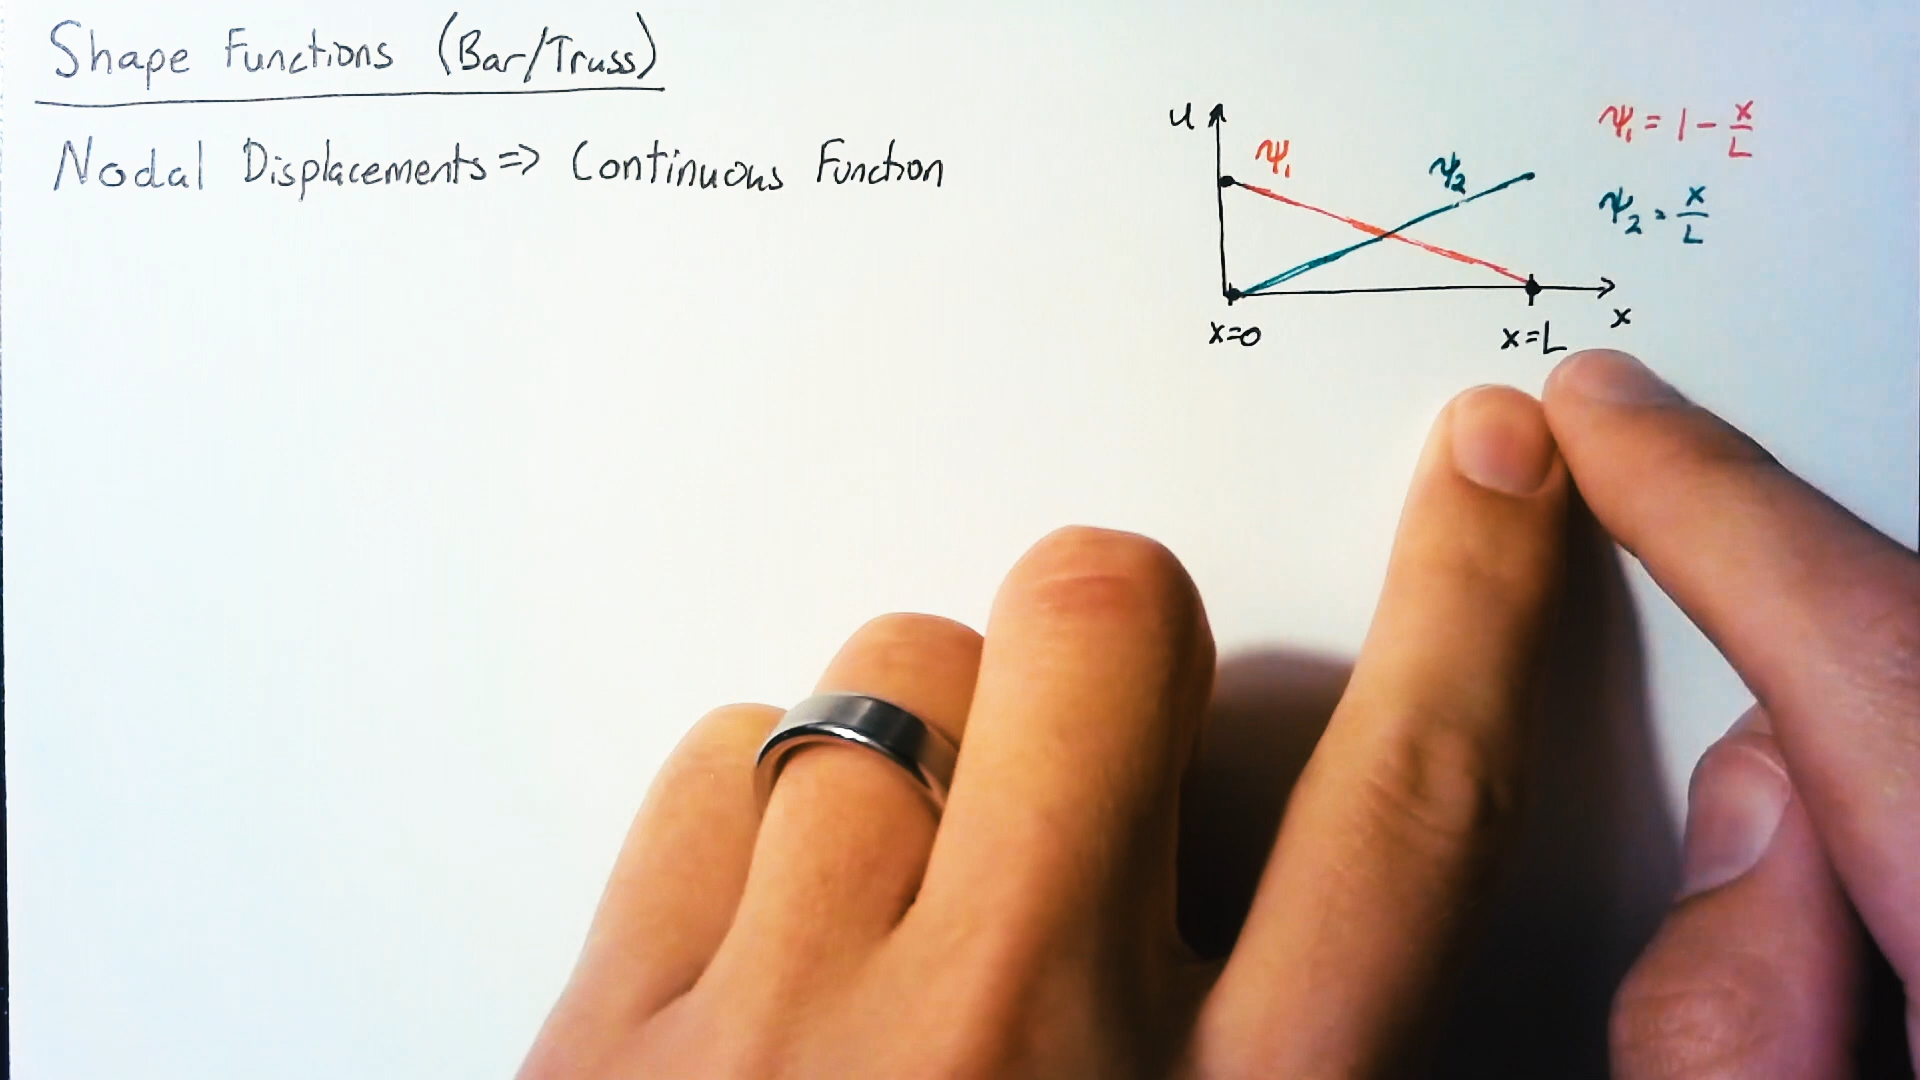 Shape Functions (Bar/Truss)
Nodal Displacements => Continuous Function
u
ψ₁
ψ₂
x=0
x=L
x
ψ₁ = 1 - x/L
ψ₂ = x/L